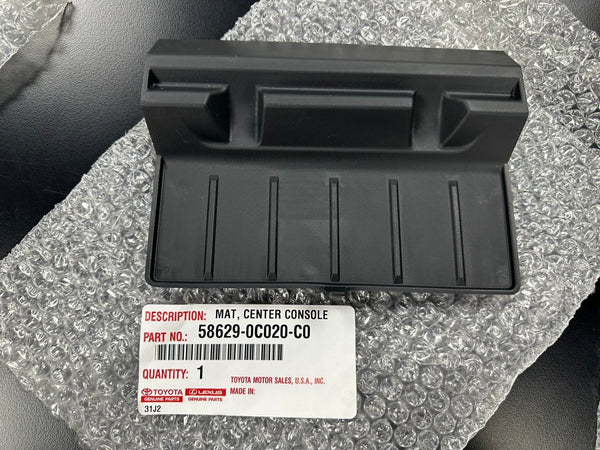 DESCRIPTION: MAT, CENTER CONSOLE
PART NO.: 58629-0C020-C0
QUANTITY: 1 TOYOTA MOTOR SALES, U.S.A., INC.
TOYOTA LEXUS MADE IN:
GENUINE PARTS GENUINE PARTS
31J2